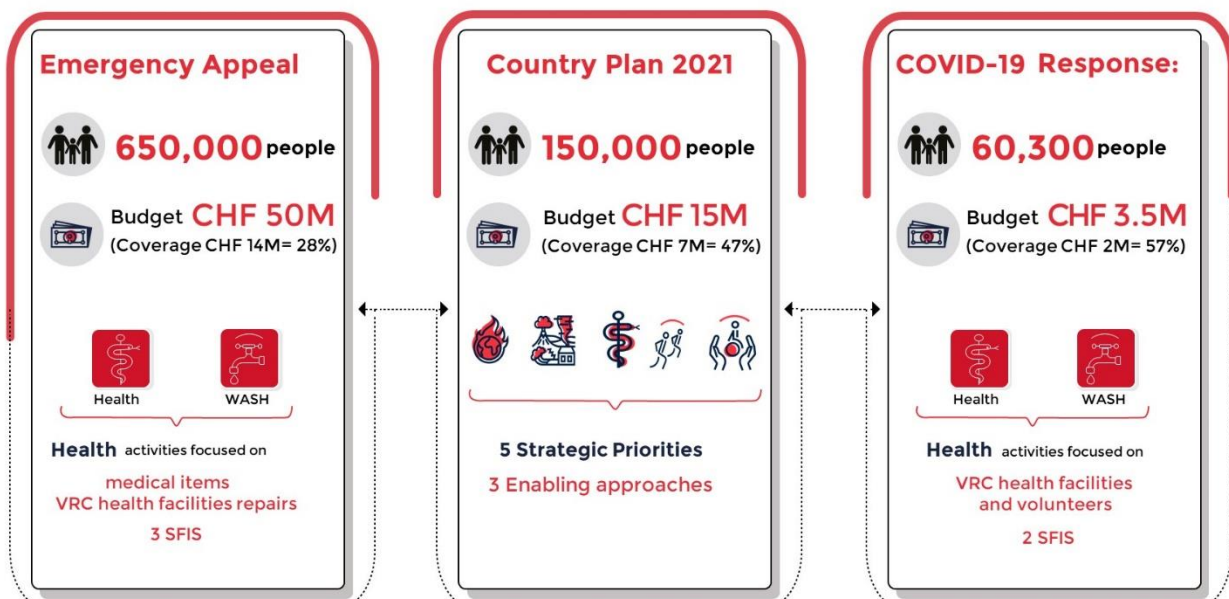 Emergency Appeal
650,000 people
Budget CHF 50M
(Coverage CHF 14M= 28%)
Health
WASH
Health activities focused on
medical items
VRC health facilities repairs
3 SFIS
Country Plan 2021
150,000 people
Budget CHF 15M
(Coverage CHF 7M= 47%)
5 Strategic Priorities
3 Enabling approaches
COVID-19 Response:
60,300 people
Budget CHF 3.5M
(Coverage CHF 2M= 57%)
Health
WASH
Health activities focused on
VRC health facilities
and volunteers
2 SFIS